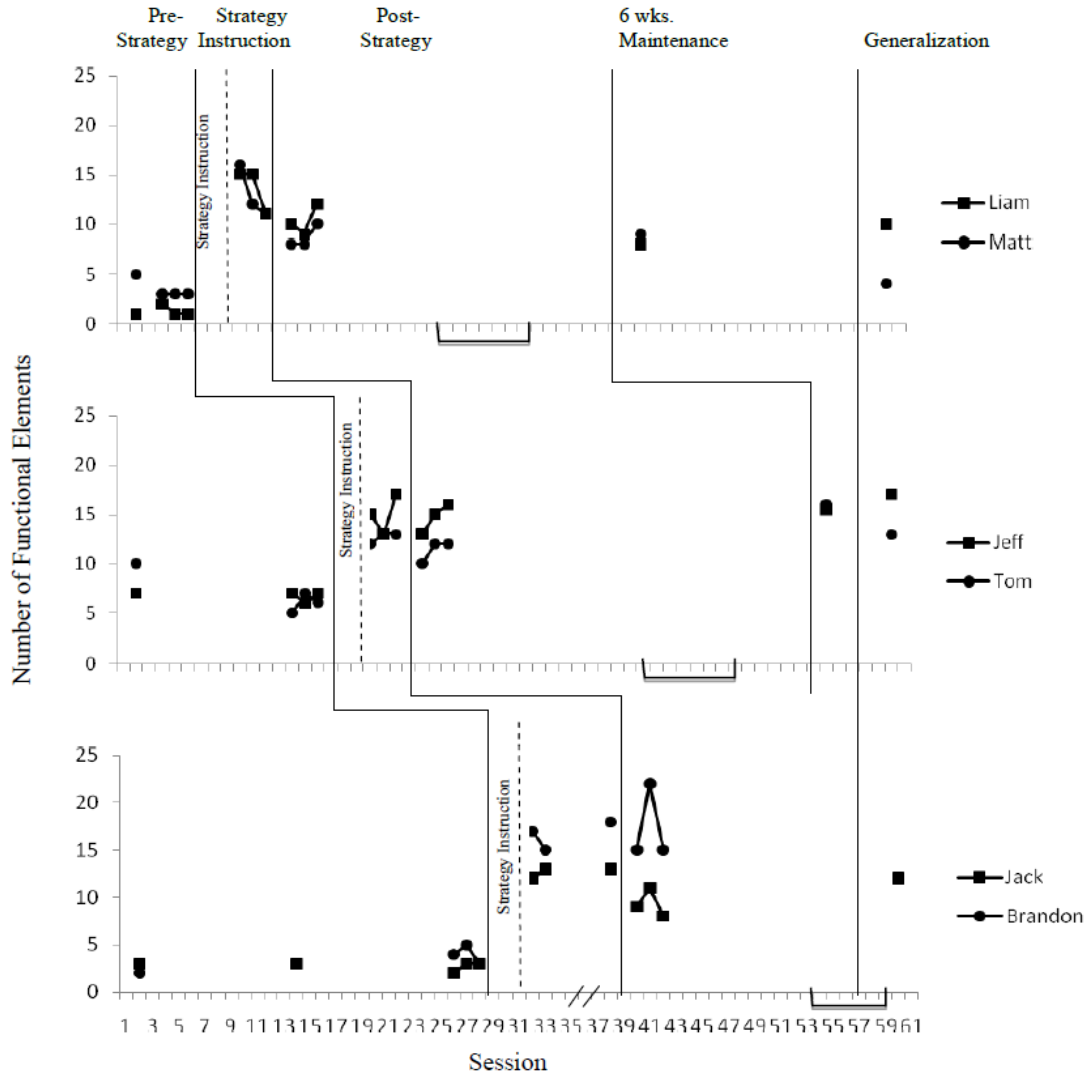 Pre-
Strategy
Strategy
Instruction
Post-
Strategy
6 wks.
Maintenance
Generalization
Number of Functional Elements
25
20
15
10
5
0
Strategy Instruction
Liam
Matt
25
20
15
10
5
0
Strategy Instruction
Jeff
Tom
25
20
15
10
5
0
Strategy Instruction
Jack
Brandon
1 3 5 7 9 11 13 15 17 19 21 23 25 27 29 31 33 35 37 39 41 43 45 47 49 51 53 55 57 59 61
Session